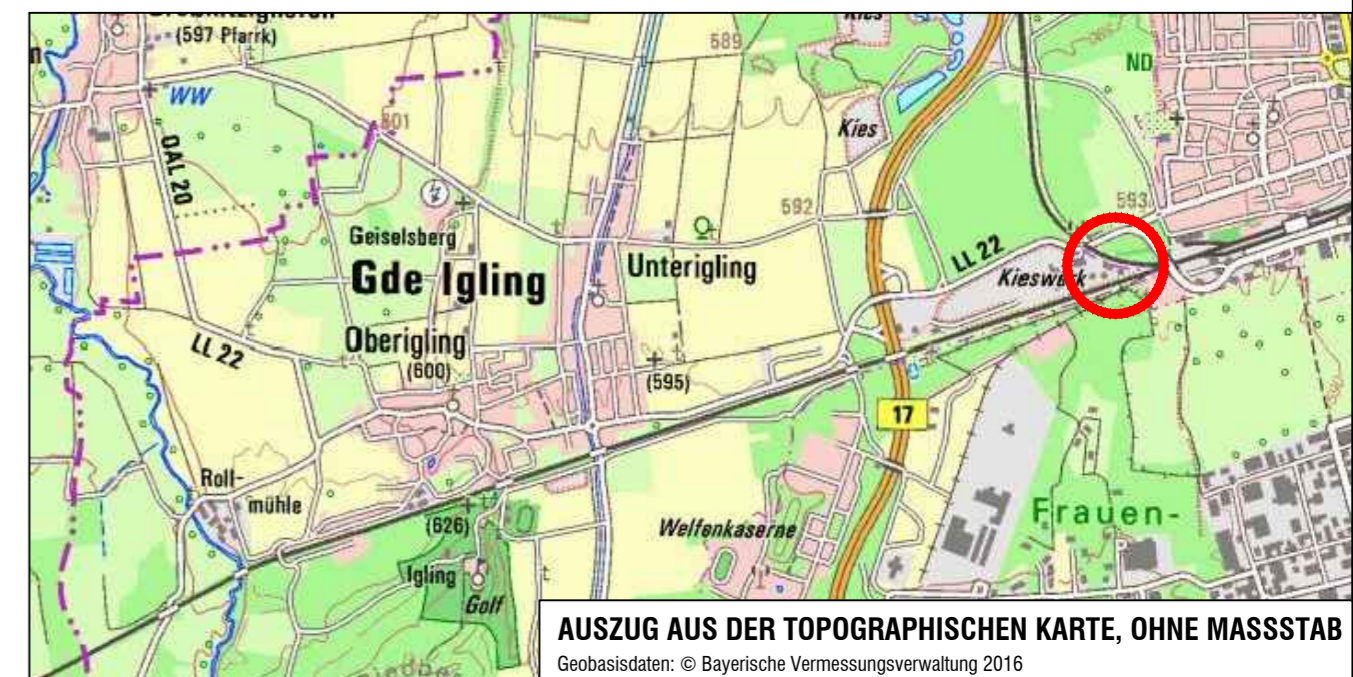 (597 Pfarrk)
Kies
589
ND
WW
601
Kies
OAL 20
592
593
Geiselsberg
LL 22
Gde Igling
Unterigling
Kieswerk
Oberigling
(600)
LL 22
(595)
17
Roll-
mühle
(626)
Welfenkaserne
Frauen-
Igling
Golf
AUSZUG AUS DER TOPOGRAPHISCHEN KARTE, OHNE MASSSTAB
Geobasisdaten: © Bayerische Vermessungsverwaltung 2016